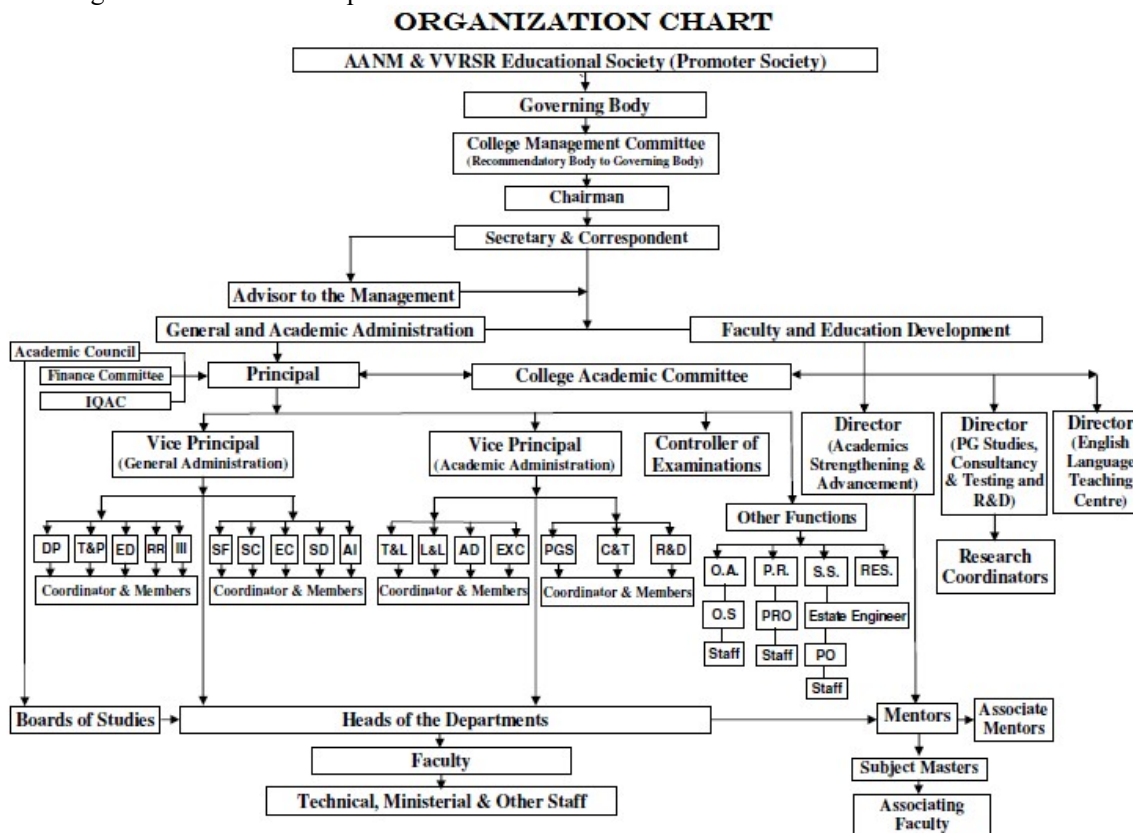 ORGANIZATION CHART
AANM & VVRSR Educational Society (Promoter Society)
Governing Body
College Management Committee
(Recommendatory Body to Governing Body)
Chairman
Secretary & Correspondent
Advisor to the Management
General and Academic Administration
Faculty and Education Development
Academic Council
Finance Committee
IQAC
Principal
College Academic Committee
Vice Principal
(General Administration)
Vice Principal
(Academic Administration)
Controller of
Examinations
Director
(Academics
Strengthening &
Advancement)
Director
(PG Studies,
Consultancy
& Testing and
R&D)
Director
(English
Language
Teaching
Centre)
Other Functions
Research
Coordinators
DP T&P ED RR III
Coordinator & Members
SF SC EC SD AI
Coordinator & Members
T&L L&L AD EXC
Coordinator & Members
PGS C&T R&D
Coordinator & Members
O.A. P.R. S.S. RES.
O.S PRO Estate Engineer
Staff Staff PO
Staff
Boards of Studies
Heads of the Departments
Mentors
Associate
Mentors
Faculty
Subject Masters
Technical, Ministerial & Other Staff
Associating
Faculty